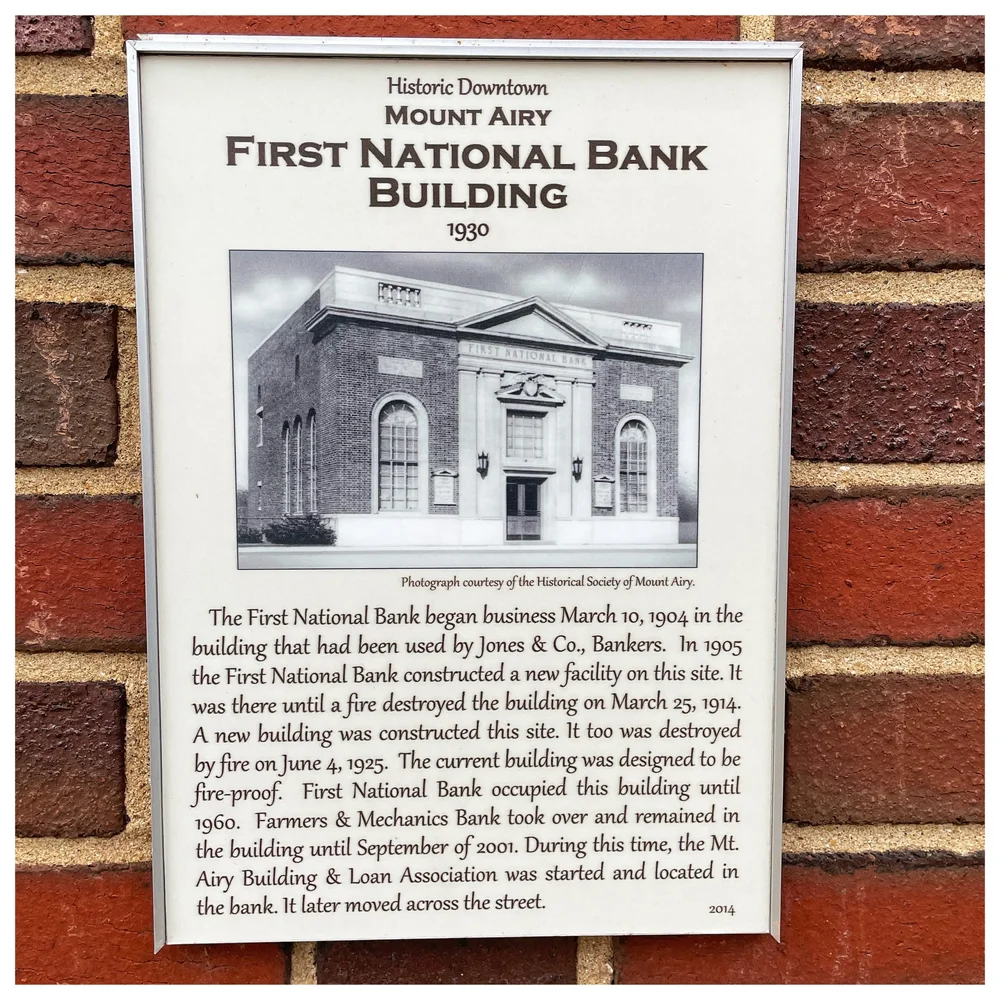 Historic Downtown
MOUNT AIRY
FIRST NATIONAL BANK
BUILDING
1930
FIRST NATIONAL BANK
Photograph courtesy of the Historical Society of Mount Airy.
The First National Bank began business March 10, 1904 in the
building that had been used by Jones & Co., Bankers. In 1905
the First National Bank constructed a new facility on this site. It
was there until a fire destroyed the building on March 25, 1914.
A new building was constructed this site. It too was destroyed
by fire on June 4, 1925. The current building was designed to be
fire-proof. First National Bank occupied this building until
1960. Farmers & Mechanics Bank took over and remained in
the building until September of 2001. During this time, the Mt.
Airy Building & Loan Association was started and located in
the bank. It later moved across the street.
2014